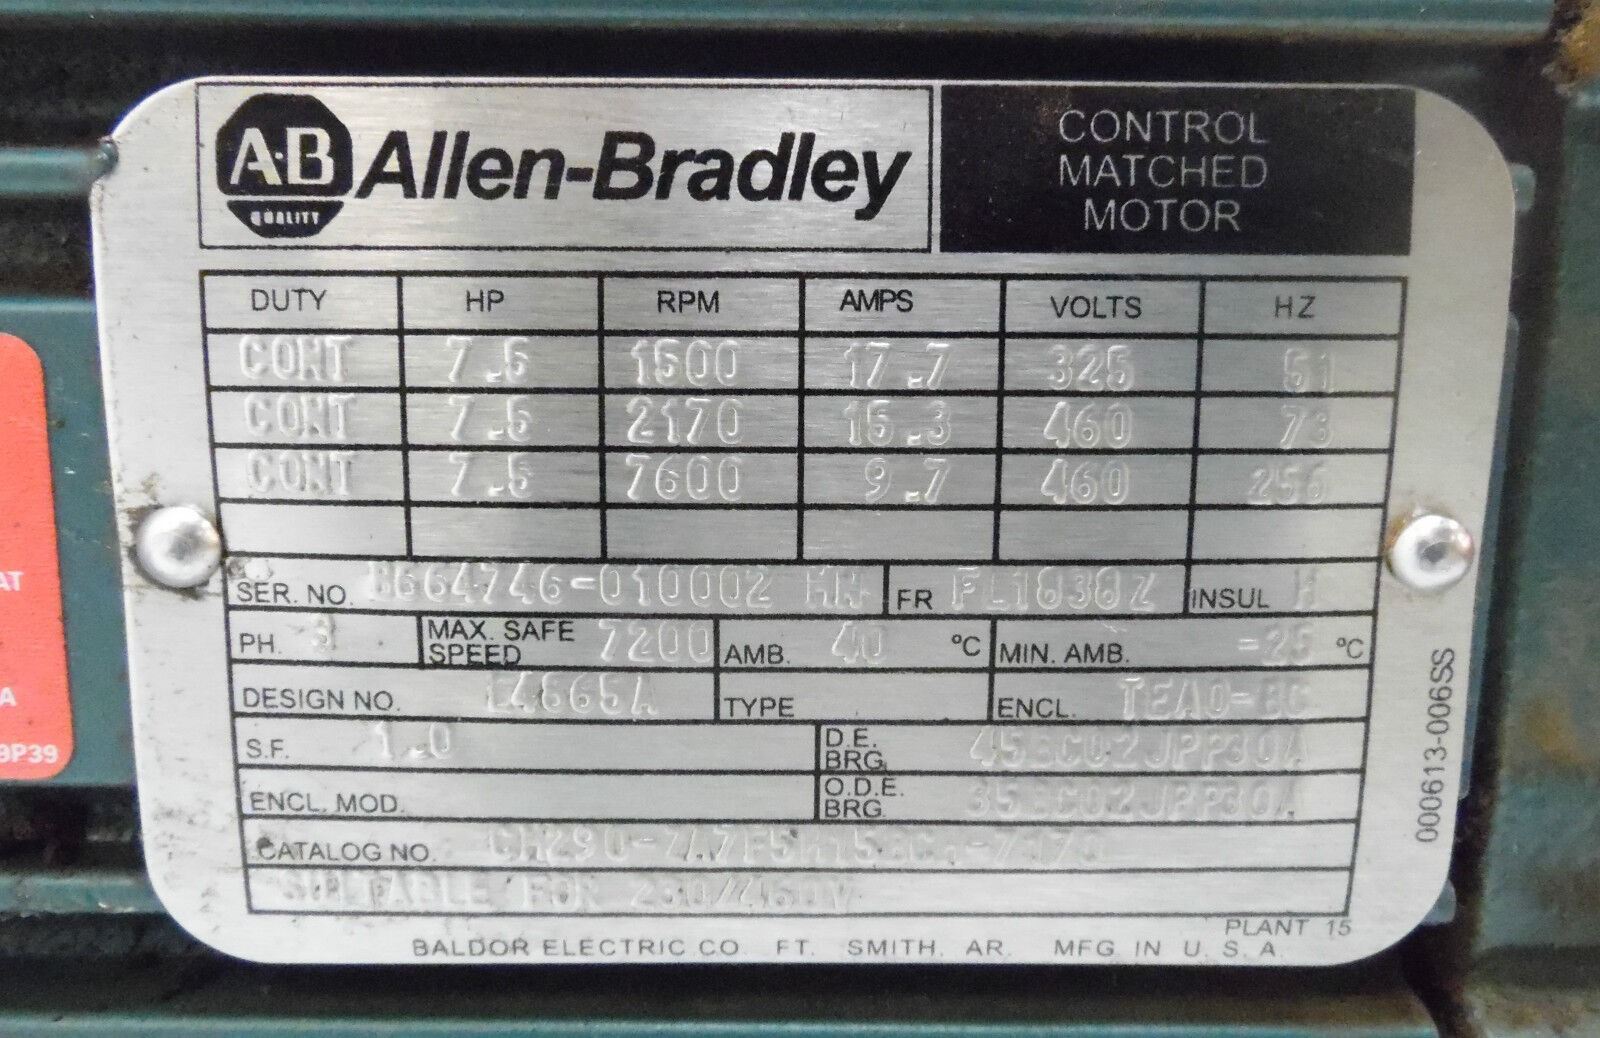 A·B QUALITY Allen-Bradley
CONTROL
MATCHED
MOTOR
DUTY HP RPM AMPS VOLTS HZ
CONT 7.5 1500 17.7 325 51
CONT 7.5 2170 15.3 460 73
CONT 7.5 7600 9.7 460 256
SER. NO. FR FL1838Z INSUL H
PH. 3 MAX. SAFE SPEED 7200 AMB. 40 °C MIN. AMB. -25 °C
DESIGN NO. TYPE ENCL. TEAO-BC
S.F. 1.0 D.E. BRG. 45BC02JPP30A
ENCL. MOD. O.D.E. BRG. 35BC02JPP30A
CATALOG NO.
SUITABLE FOR 230/460V
PLANT 15
BALDOR ELECTRIC CO. FT. SMITH, AR. MFG. IN U. S. A.
000613-006SS
AT
A
9P39